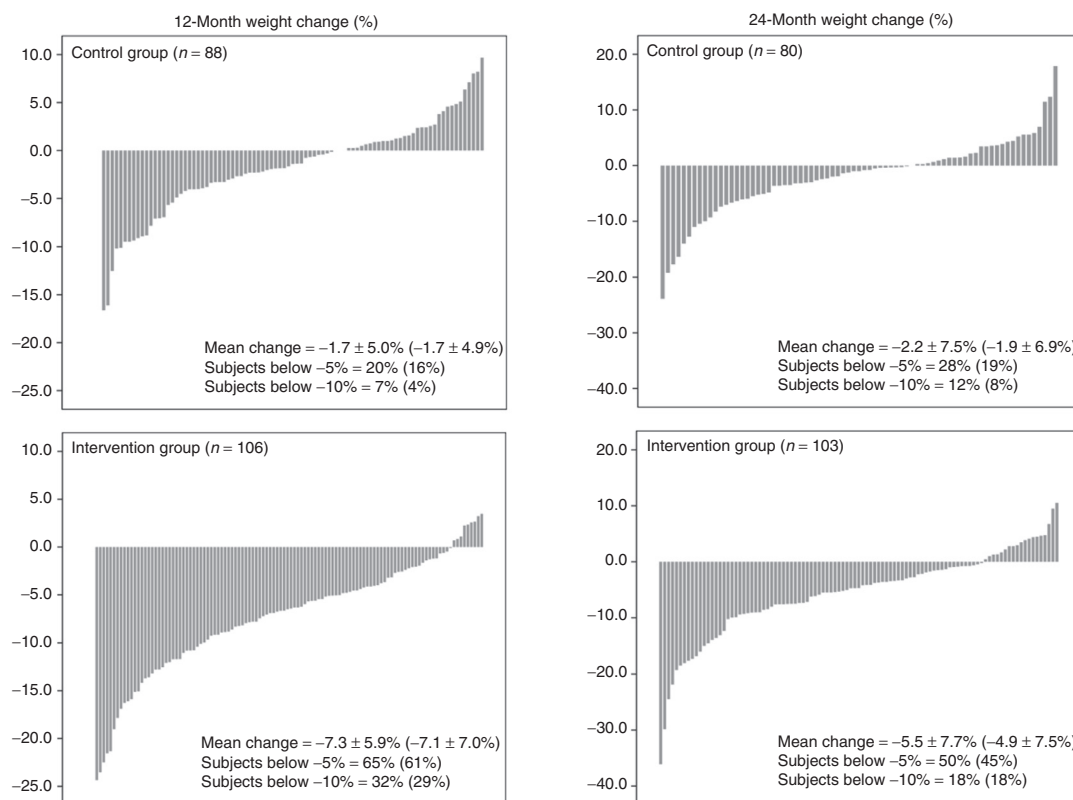 12-Month weight change (%)
10.0
5.0
0.0
−5.0
−10.0
−15.0
−20.0
−25.0
Control group (n = 88)
Mean change = −1.7 ± 5.0% (−1.7 ± 4.9%)
Subjects below −5% = 20% (16%)
Subjects below −10% = 7% (4%)
24-Month weight change (%)
20.0
10.0
0.0
−10.0
−20.0
−30.0
−40.0
Control group (n = 80)
Mean change = −2.2 ± 7.5% (−1.9 ± 6.9%)
Subjects below −5% = 28% (19%)
Subjects below −10% = 12% (8%)
10.0
5.0
0.0
−5.0
−10.0
−15.0
−20.0
−25.0
Intervention group (n = 106)
Mean change = −7.3 ± 5.9% (−7.1 ± 7.0%)
Subjects below −5% = 65% (61%)
Subjects below −10% = 32% (29%)
20.0
10.0
0.0
−10.0
−20.0
−30.0
−40.0
Intervention group (n = 103)
Mean change = −5.5 ± 7.7% (−4.9 ± 7.5%)
Subjects below −5% = 50% (45%)
Subjects below −10% = 18% (18%)